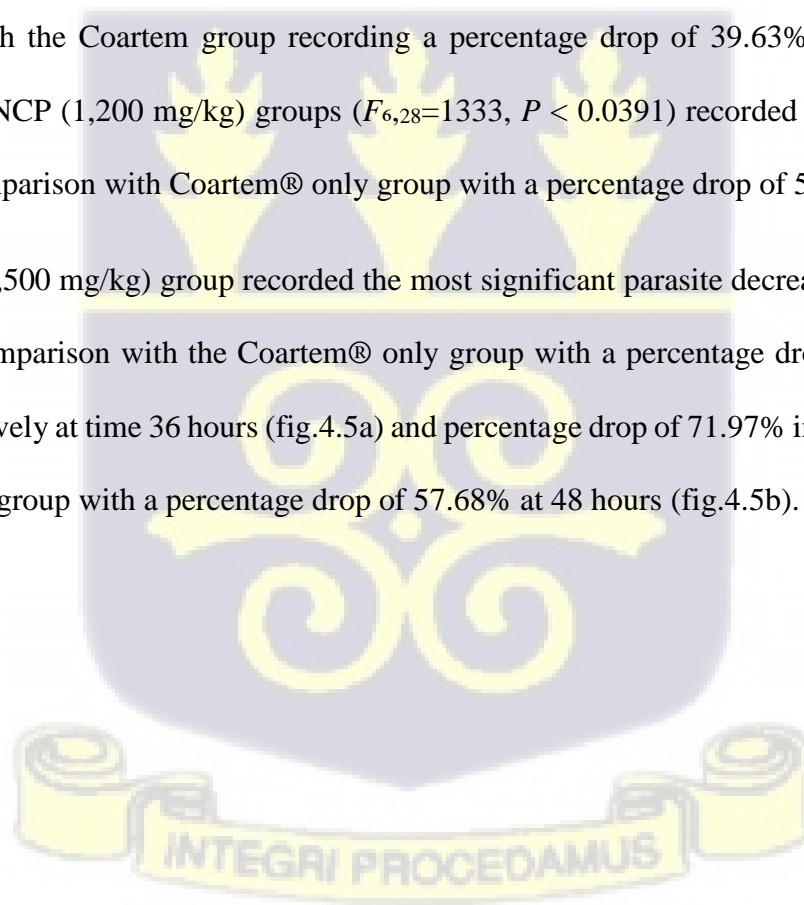 h the Coartem group recording a percentage drop of 39.63%
NCP (1,200 mg/kg) groups (F6,28=1333, P < 0.0391) recorded
parison with Coartem® only group with a percentage drop of 5
,500 mg/kg) group recorded the most significant parasite decrea
mparison with the Coartem® only group with a percentage dro
vely at time 36 hours (fig.4.5a) and percentage drop of 71.97% i
group with a percentage drop of 57.68% at 48 hours (fig.4.5b).
INTEGRI PROCEDAMUS